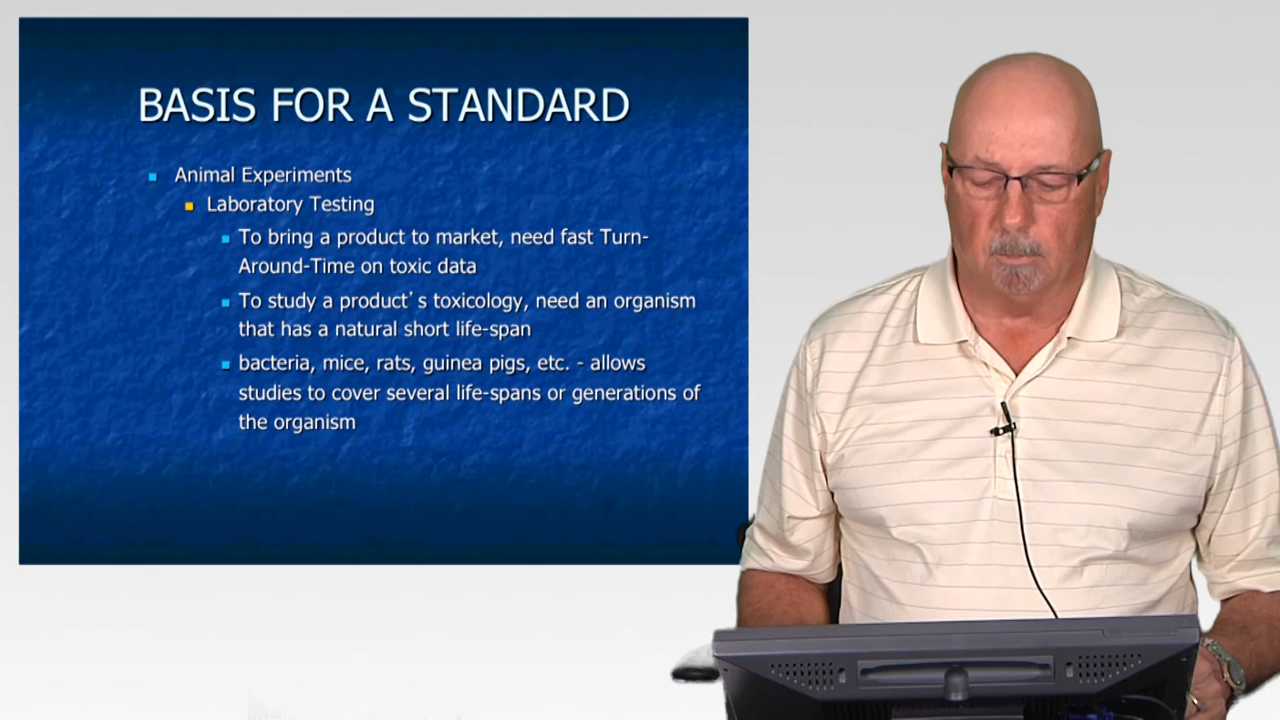 BASIS FOR A STANDARD
Animal Experiments
Laboratory Testing
To bring a product to market, need fast Turn-
Around-Time on toxic data
To study a product's toxicology, need an organism
that has a natural short life-span
bacteria, mice, rats, guinea pigs, etc. - allows
studies to cover several life-spans or generations of
the organism